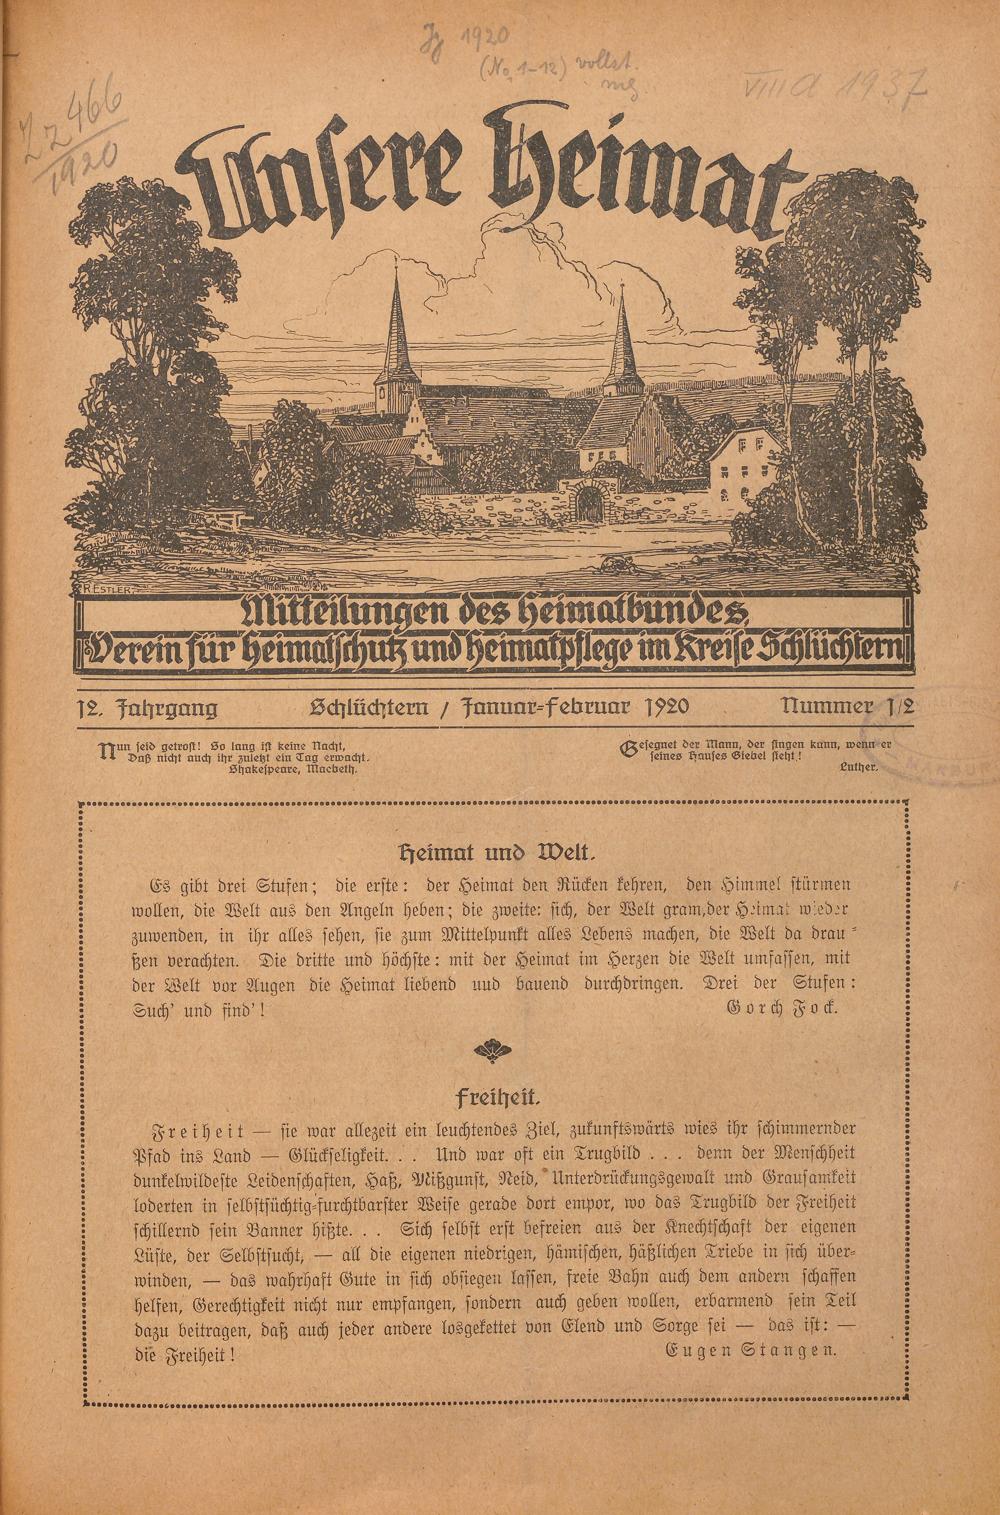 Jg 1920
(No 1-12) vollst.
VIII a 1937
Zz 466
1920
Unsere Heimat
R. ESTLER.
Mitteilungen des Heimatbundes,
Verein für Heimatschutz und Heimatpflege im Kreise Schlüchtern
12. Jahrgang Schlüchtern / Januar-Februar 1920 Nummer 1/2
Nun seid getrost! So lang ist keine Nacht,
Daß nicht auch ihr zuletzt ein Tag erwacht.
Shakespeare, Macbeth.
Gesegnet der Mann, der singen kann, wenn er
seines Hauses Giebel sieht!
Luther.
MARBURG
Heimat und Welt.
Es gibt drei Stufen; die erste: der Heimat den Rücken kehren, den Himmel stürmen
wollen, die Welt aus den Angeln heben; die zweite: sich, der Welt gram, der Heimat wieder
zuwenden, in ihr alles sehen, sie zum Mittelpunkt alles Lebens machen, die Welt da drau-
ßen verachten. Die dritte und höchste: mit der Heimat im Herzen die Welt umfassen, mit
der Welt vor Augen die Heimat liebend uud bauend durchdringen. Drei der Stufen:
Such' und find'! Gorch Fock.
Freiheit.
Freiheit — sie war allezeit ein leuchtendes Ziel, zukunftswärts wies ihr schimmernder
Pfad ins Land — Glückseligkeit. . . Und war oft ein Trugbild . . . denn der Menschheit
dunkelwildeste Leidenschaften, Haß, Mißgunst, Neid, Unterdrückungsgewalt und Grausamkeit
loderten in selbstsüchtig-furchtbarster Weise gerade dort empor, wo das Trugbild der Freiheit
schillernd sein Banner hißte. . . Sich selbst erst befreien aus der Knechtschaft der eigenen
Lüste, der Selbstsucht, — all die eigenen niedrigen, hämischen, häßlichen Triebe in sich über-
winden, — das wahrhaft Gute in sich obsiegen lassen, freie Bahn auch dem andern schaffen
helfen, Gerechtigkeit nicht nur empfangen, sondern auch geben wollen, erbarmend sein Teil
dazu beitragen, daß auch jeder andere losgekettet von Elend und Sorge sei — das ist: —
die Freiheit! Eugen Stangen.